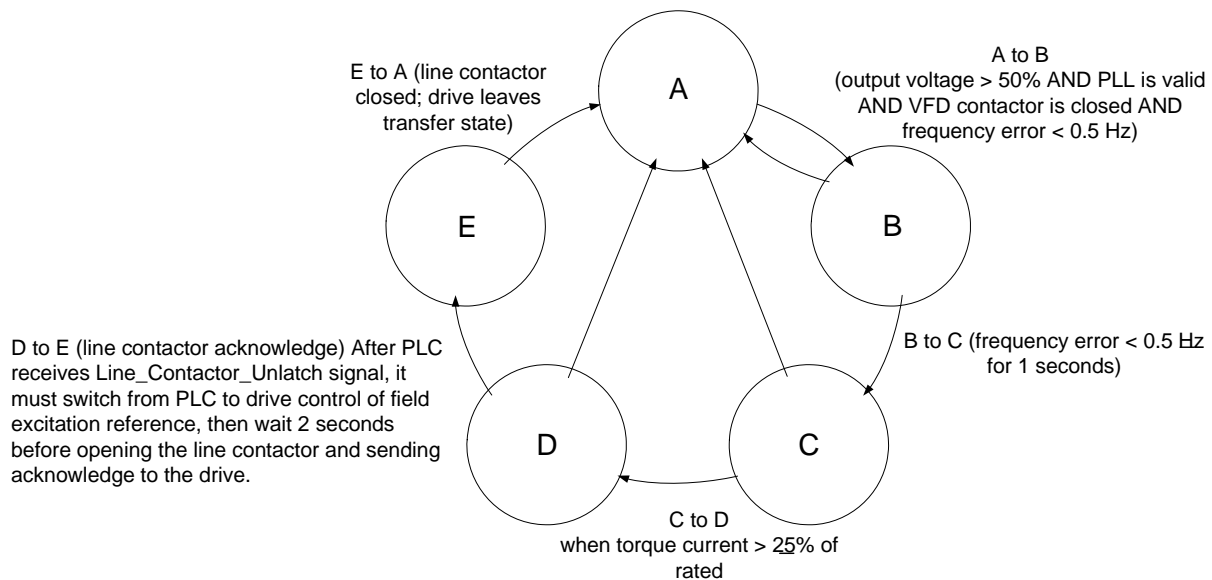 A
A to B
(output voltage > 50% AND PLL is valid
AND VFD contactor is closed AND
frequency error < 0.5 Hz)
E to A (line contactor
closed; drive leaves
transfer state)
E
B
B to C (frequency error < 0.5 Hz
for 1 seconds)
D to E (line contactor acknowledge) After PLC
receives Line_Contactor_Unlatch signal, it
must switch from PLC to drive control of field
excitation reference, then wait 2 seconds
before opening the line contactor and sending
acknowledge to the drive.
D
C
C to D
when torque current > 25% of
rated